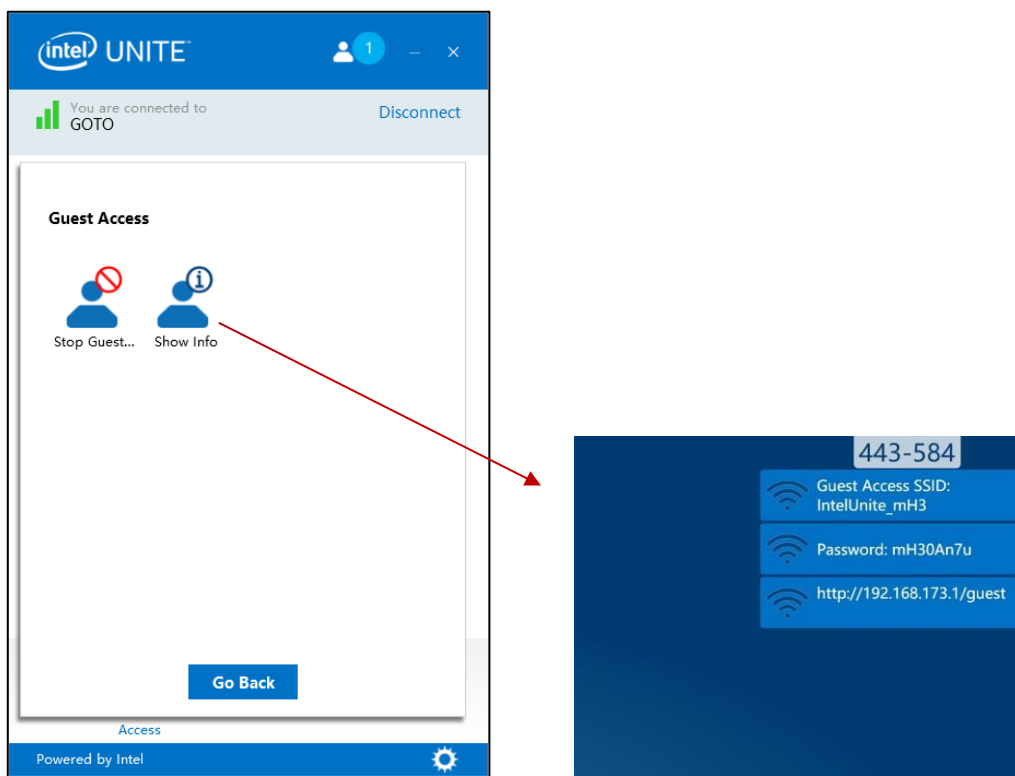 intel UNITE™
1
You are connected to
GOTO
Disconnect
Guest Access
Stop Guest...
Show Info
Go Back
Access
Powered by Intel
443-584
Guest Access SSID:
IntelUnite_mH3
Password: mH30An7u
http://192.168.173.1/guest